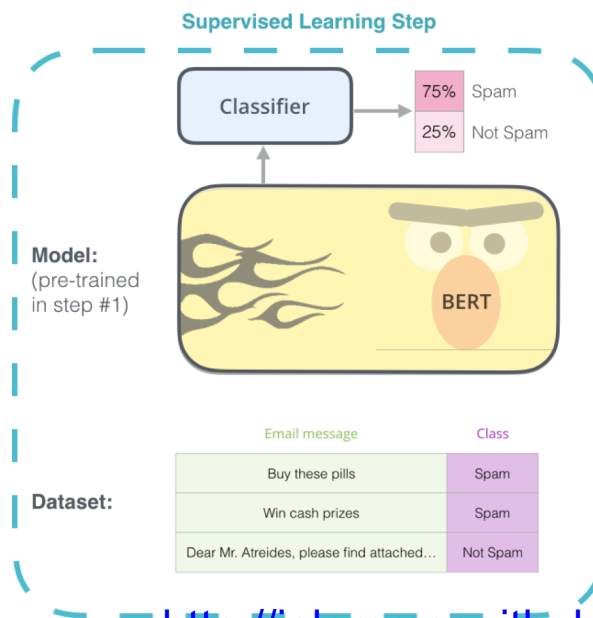 Supervised Learning Step
Classifier
75% Spam
25% Not Spam
Model:
(pre-trained
in step #1)
BERT
Email message Class
Dataset:
Buy these pills Spam
Win cash prizes Spam
Dear Mr. Atreides, please find attached... Not Spam